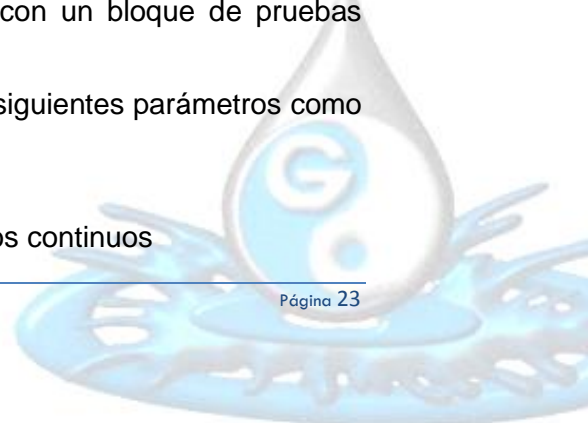 con un bloque de pruebas
siguientes parámetros como
os continuos
Página 23
G